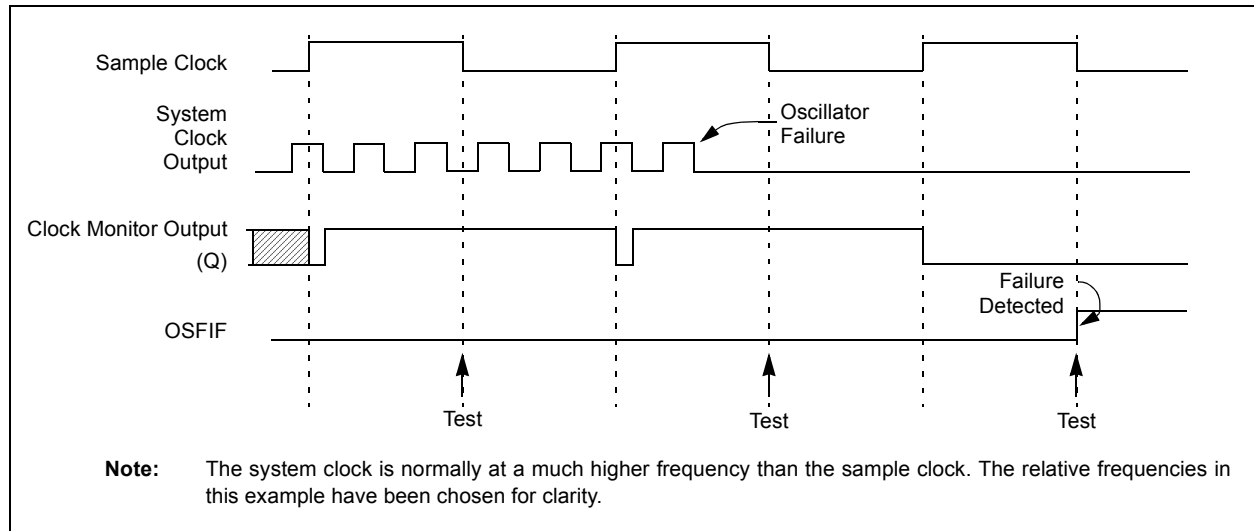 Sample Clock
System
Clock
Output
Oscillator
Failure
Clock Monitor Output
(Q)
Failure
Detected
OSFIF
Test
Test
Test
Note: The system clock is normally at a much higher frequency than the sample clock. The relative frequencies in
this example have been chosen for clarity.